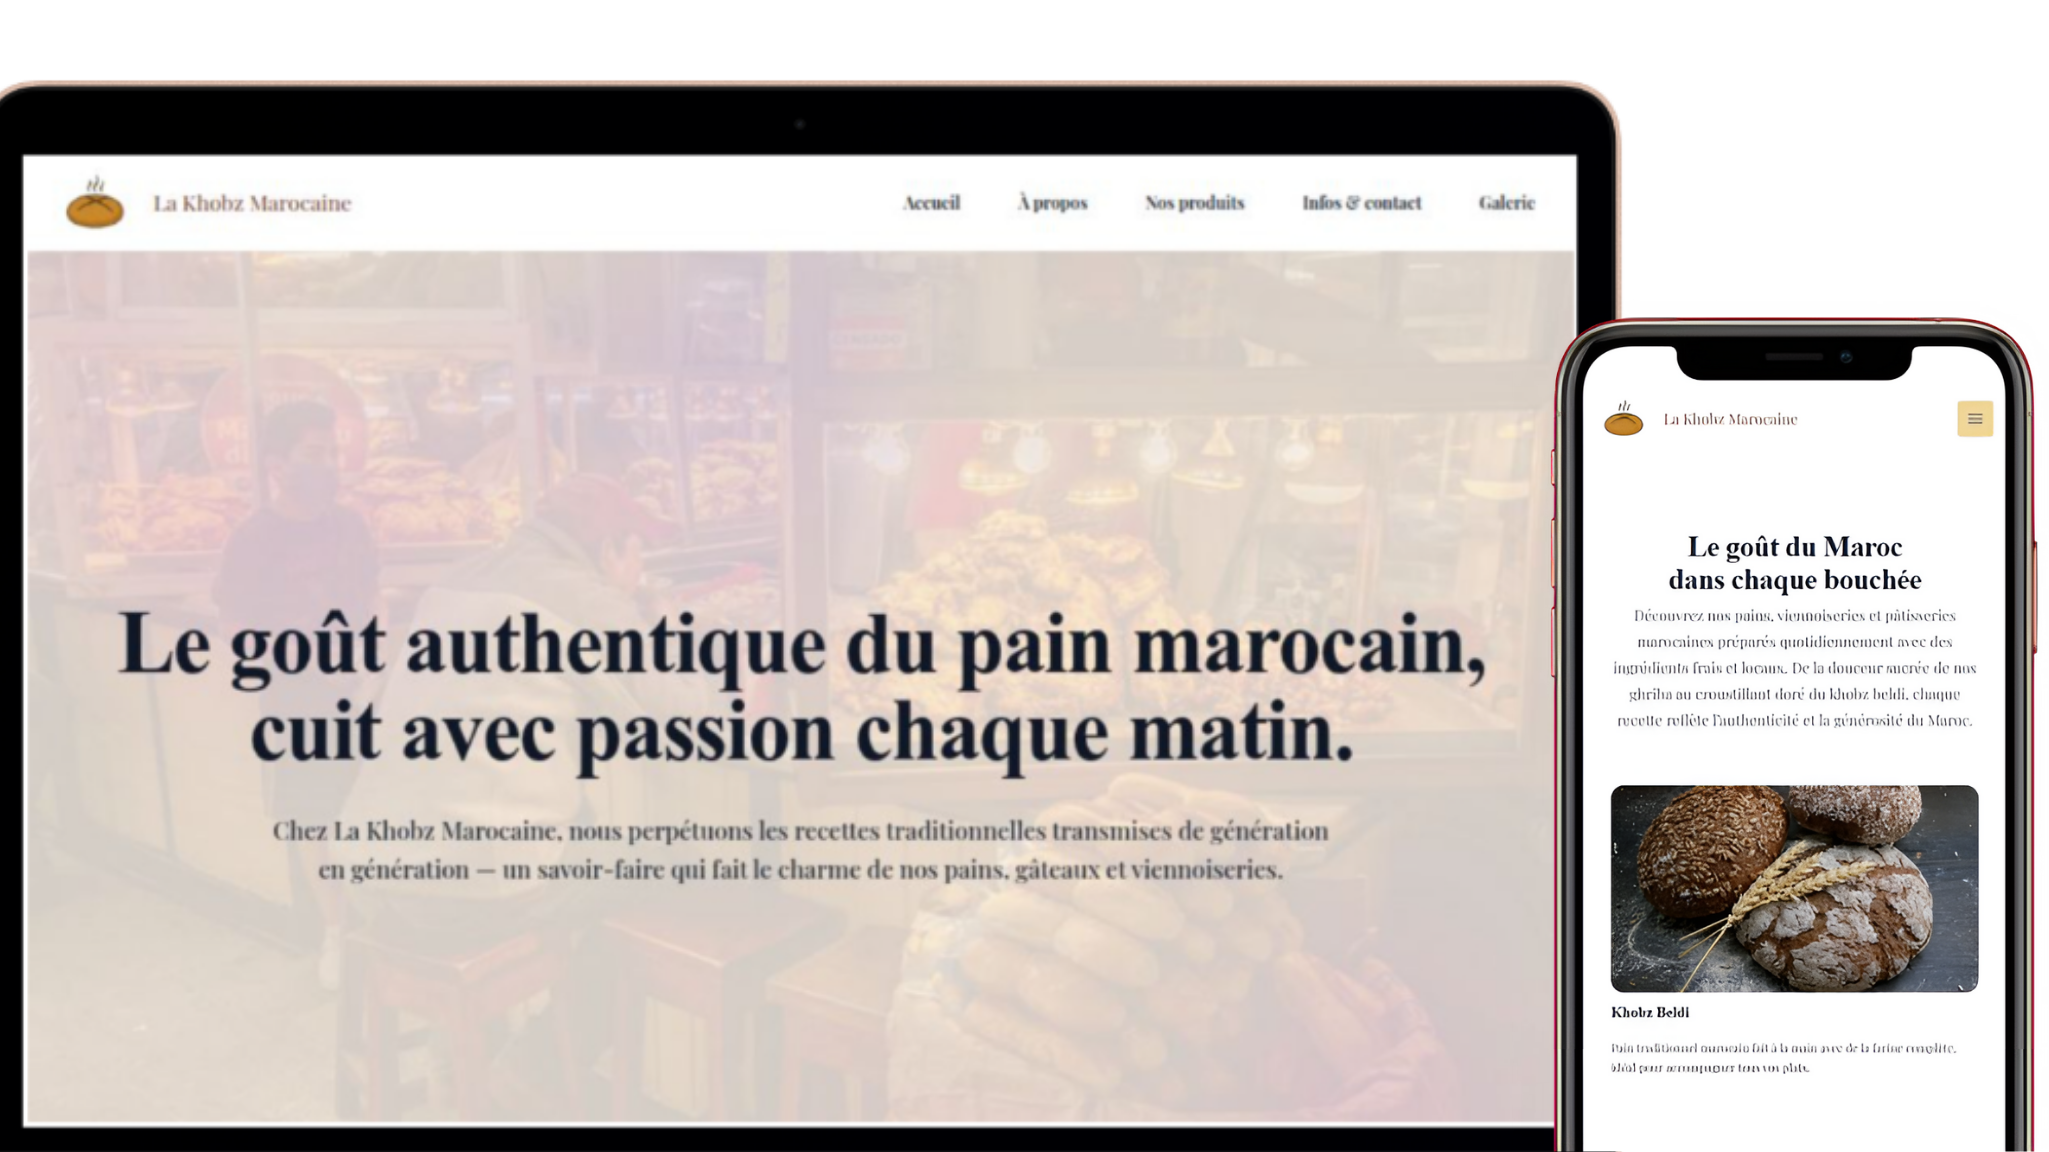 La Khobz Marocaine
Accueil
À propos
Nos produits
Infos & contact
Galerie
Le goût authentique du pain marocain,
cuit avec passion chaque matin.
Chez La Khobz Marocaine, nous perpétuons les recettes traditionnelles transmises de génération
en génération — un savoir-faire qui fait le charme de nos pains, gâteaux et viennoiseries.
La Khobz Marocaine
Le goût du Maroc
dans chaque bouchée
Découvrez nos pains, viennoiseries et pâtisseries
marocaines préparés quotidiennement avec des
ingrédients frais et locaux. De la douceur sucrée de nos
ghriba au croustillant doré du khobz beldi, chaque
recette reflète l'authenticité et la générosité du Maroc.
Khobz Beldi
Pain traditionnel marocain fait à la main avec de la farine complète,
idéal pour accompagner tous vos plats.